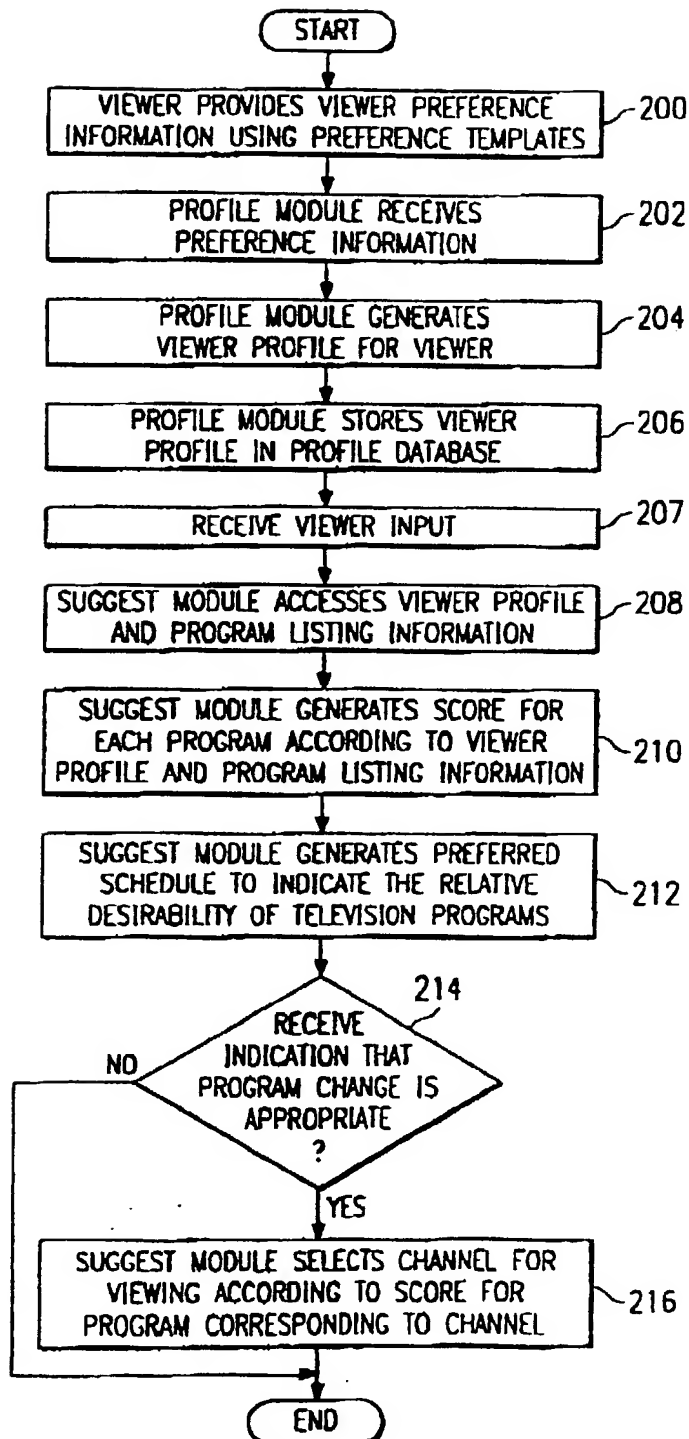 START
VIEWER PROVIDES VIEWER PREFERENCE
INFORMATION USING PREFERENCE TEMPLATES
200
PROFILE MODULE RECEIVES
PREFERENCE INFORMATION
202
PROFILE MODULE GENERATES
VIEWER PROFILE FOR VIEWER
204
PROFILE MODULE STORES VIEWER
PROFILE IN PROFILE DATABASE
206
RECEIVE VIEWER INPUT
207
SUGGEST MODULE ACCESSES VIEWER PROFILE
AND PROGRAM LISTING INFORMATION
208
SUGGEST MODULE GENERATES SCORE FOR
EACH PROGRAM ACCORDING TO VIEWER
PROFILE AND PROGRAM LISTING INFORMATION
210
SUGGEST MODULE GENERATES PREFERRED
SCHEDULE TO INDICATE THE RELATIVE
DESIRABILITY OF TELEVISION PROGRAMS
212
214
RECEIVE
INDICATION THAT
PROGRAM CHANGE IS
APPROPRIATE
?
NO
YES
SUGGEST MODULE SELECTS CHANNEL FOR
VIEWING ACCORDING TO SCORE FOR
PROGRAM CORRESPONDING TO CHANNEL
216
END